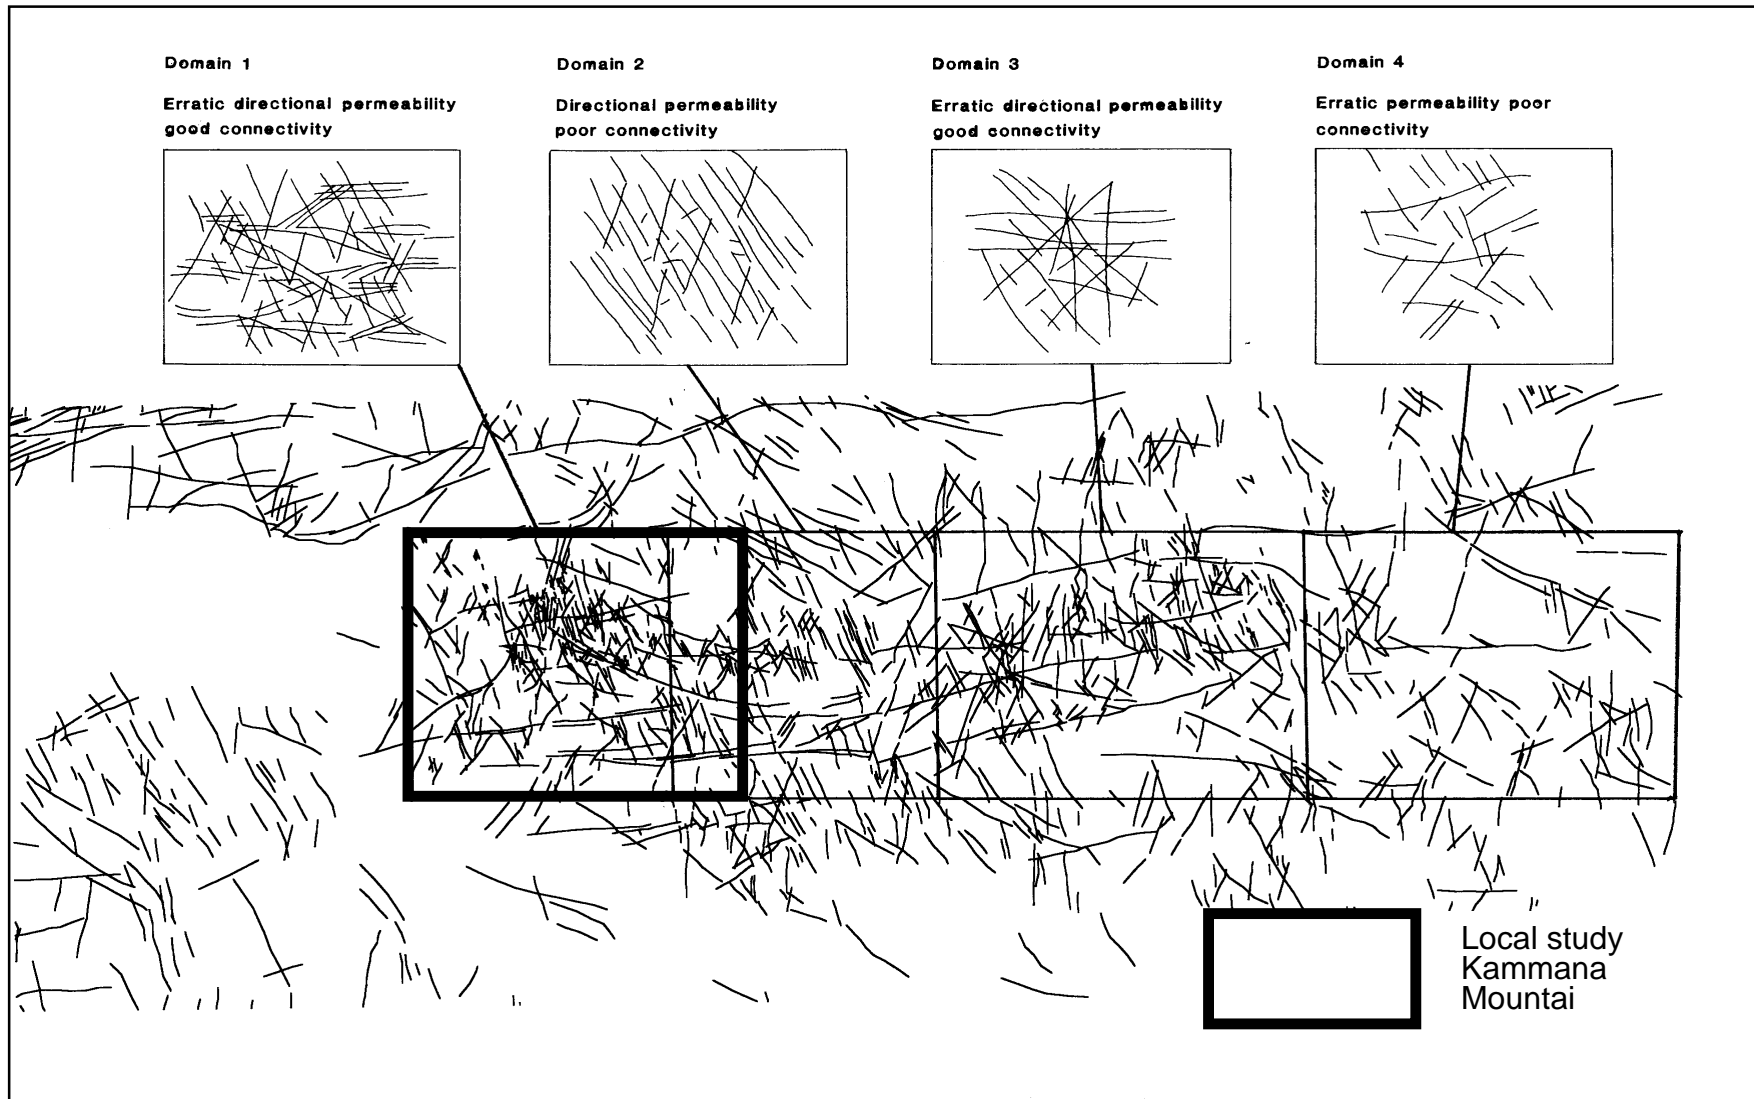 Domain 1
Erratic directional permeability
good connectivity
Domain 2
Directional permeability
poor connectivity
Domain 3
Erratic directional permeability
good connectivity
Domain 4
Erratic permeability poor
connectivity
Local study
Kammana
Mountai